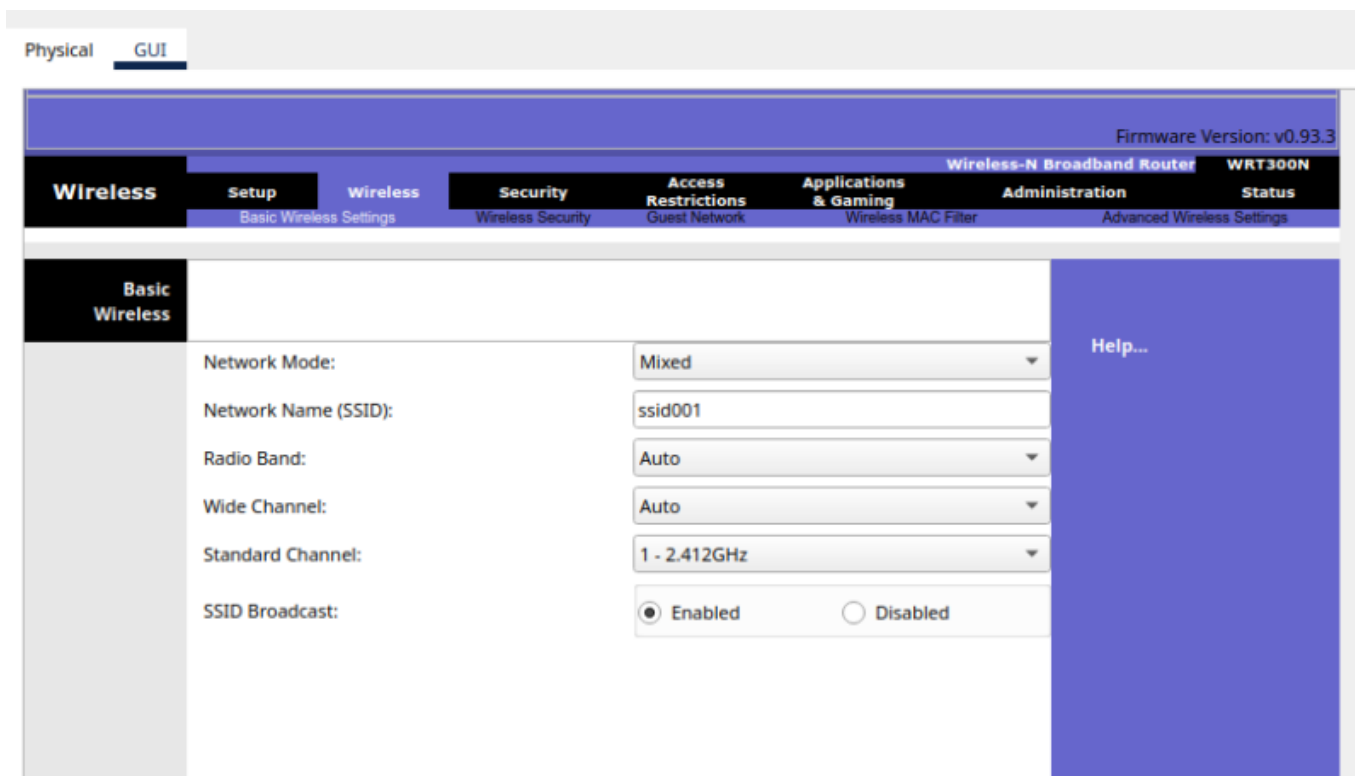 Physical GUI
Firmware Version: v0.93.3
Wireless-N Broadband Router WRT300N
Wireless Setup Wireless Security Access Restrictions Applications & Gaming Administration Status
Basic Wireless Settings Wireless Security Guest Network Wireless MAC Filter Advanced Wireless Settings
Basic
Wireless
Help...
Network Mode: Mixed
Network Name (SSID): ssid001
Radio Band: Auto
Wide Channel: Auto
Standard Channel: 1 - 2.412GHz
SSID Broadcast: Enabled Disabled